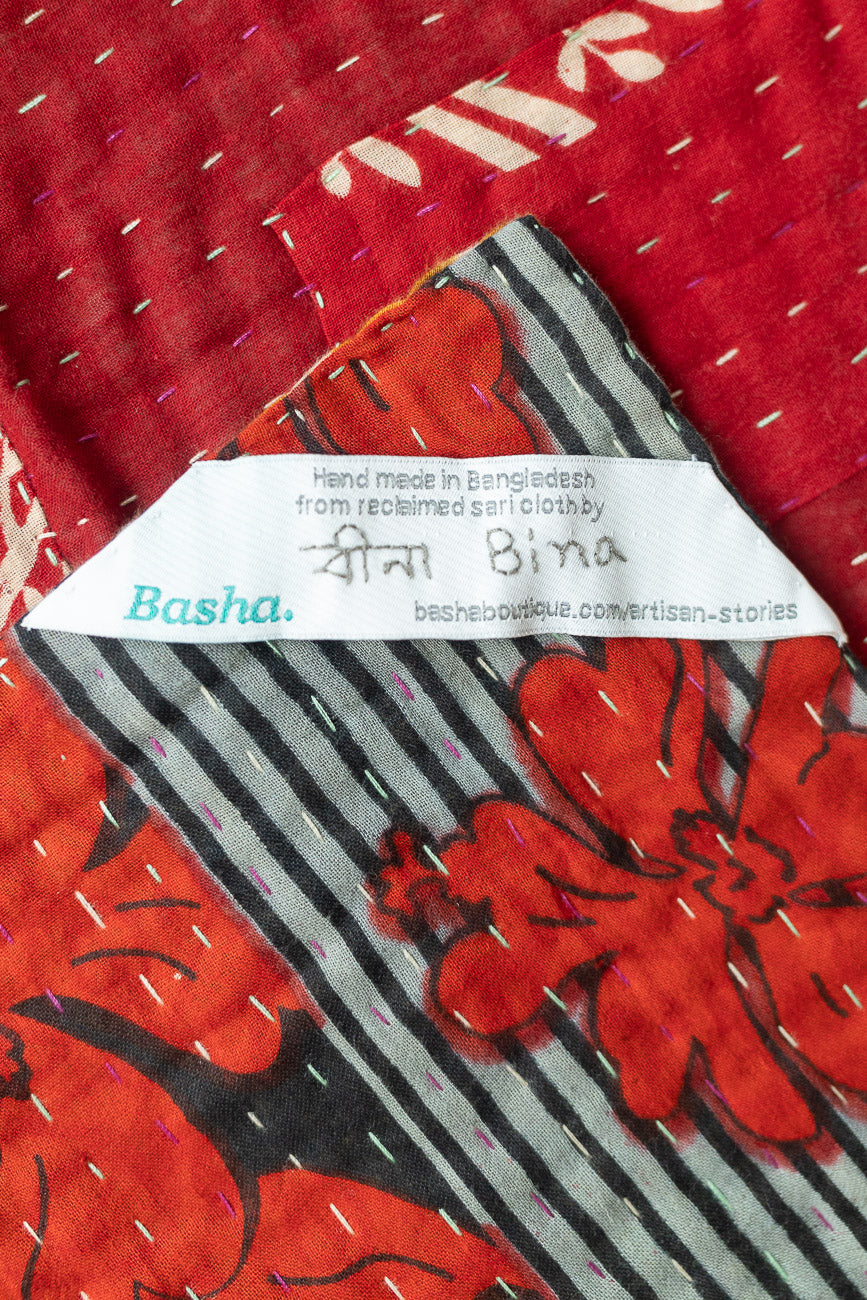 Hand made in Bangladesh
from reclaimed sari cloth by
বীনা Bina
Basha.
bashaboutique.com/artisan-stories